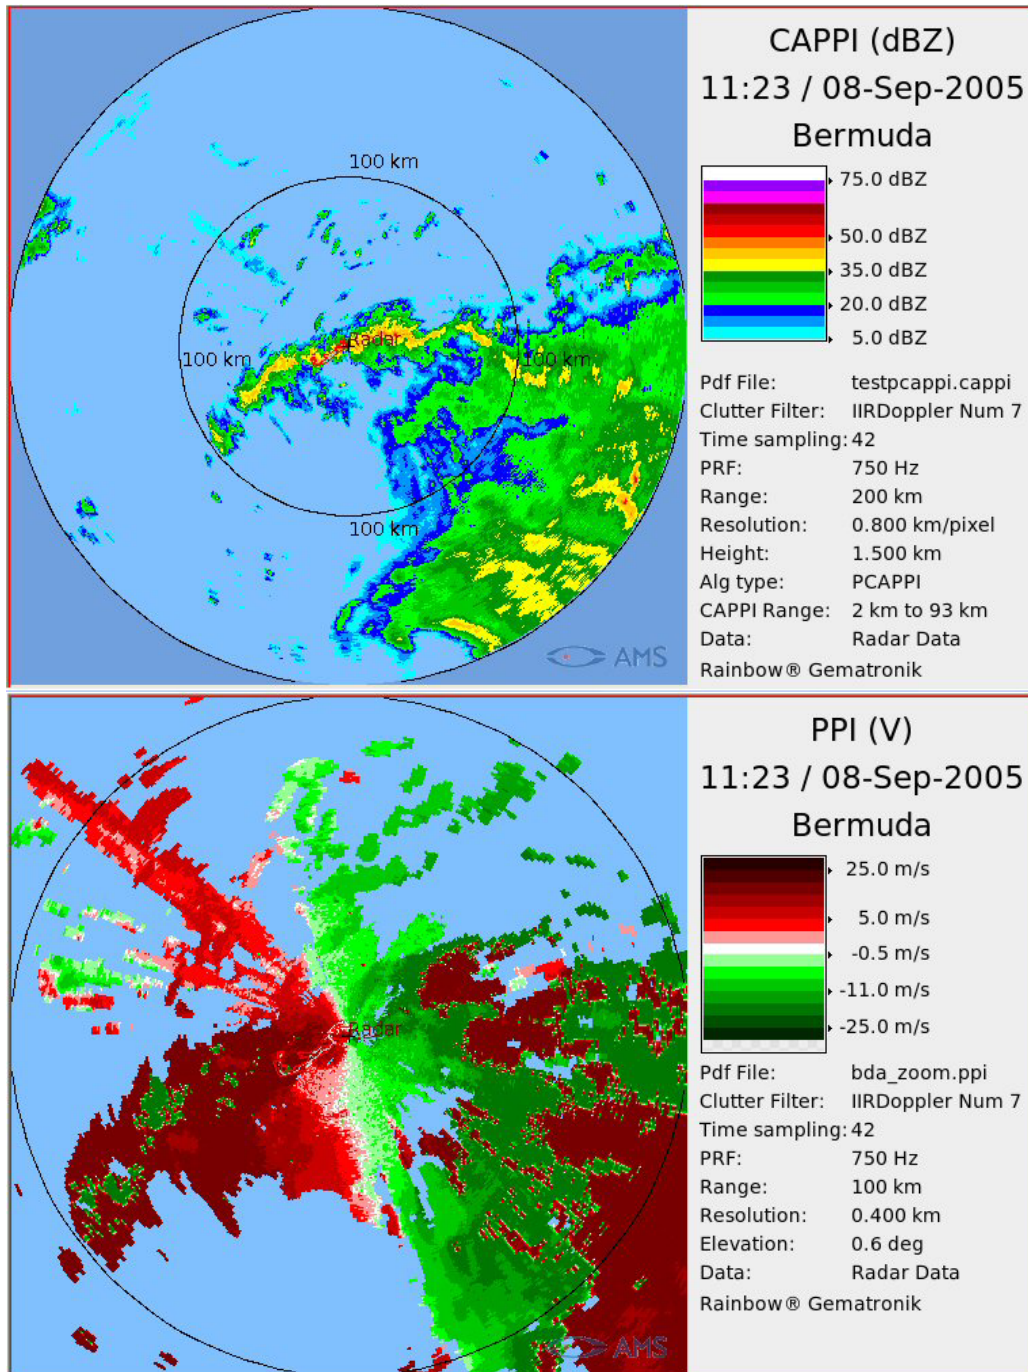 CAPPI (dBZ)
11:23 / 08-Sep-2005
Bermuda
75.0 dBZ
50.0 dBZ
35.0 dBZ
20.0 dBZ
5.0 dBZ
Pdf File: testpcappi.cappi
Clutter Filter: IIRDoppler Num 7
Time sampling: 42
PRF: 750 Hz
Range: 200 km
Resolution: 0.800 km/pixel
Height: 1.500 km
Alg type: PCAPPI
CAPPI Range: 2 km to 93 km
Data: Radar Data
Rainbow® Gematronik
100 km
Radar
100 km
100 km
100 km
AMS
PPI (V)
11:23 / 08-Sep-2005
Bermuda
25.0 m/s
5.0 m/s
-0.5 m/s
-11.0 m/s
-25.0 m/s
Pdf File: bda_zoom.ppi
Clutter Filter: IIRDoppler Num 7
Time sampling: 42
PRF: 750 Hz
Range: 100 km
Resolution: 0.400 km
Elevation: 0.6 deg
Data: Radar Data
Rainbow® Gematronik
Radar
AMS